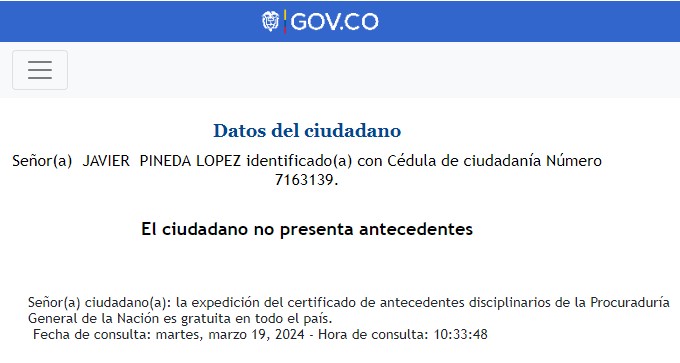 GOV.CO
Datos del ciudadano
Señor(a) JAVIER PINEDA LOPEZ identificado(a) con Cédula de ciudadanía Número
7163139.
El ciudadano no presenta antecedentes
Señor(a) ciudadano(a): la expedición del certificado de antecedentes disciplinarios de la Procuraduría
General de la Nación es gratuita en todo el país.
Fecha de consulta: martes, marzo 19, 2024 - Hora de consulta: 10:33:48